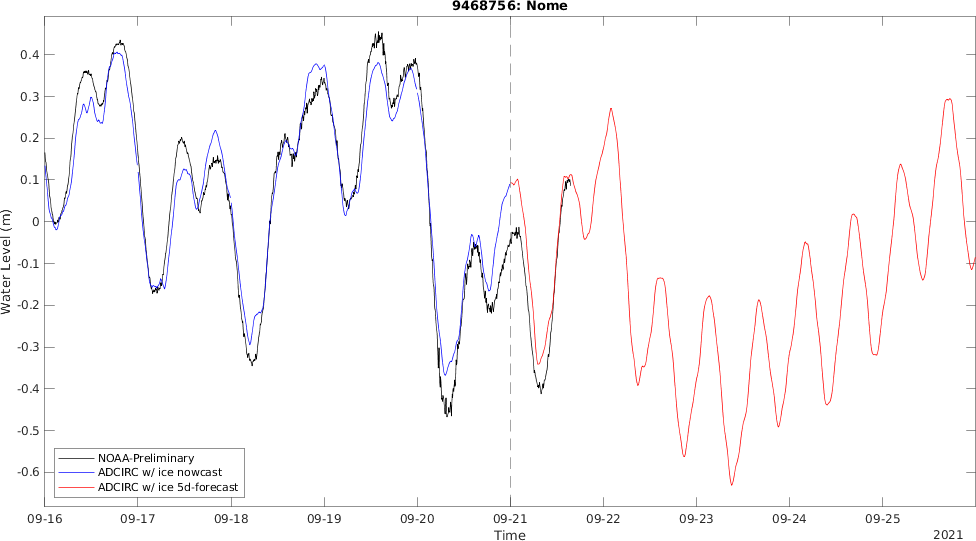 9468756: Nome
0.4
0.3
0.2
0.1
0
-0.1
-0.2
-0.3
-0.4
-0.5
-0.6
Water Level (m)
NOAA-Preliminary
ADCIRC w/ ice nowcast
ADCIRC w/ ice 5d-forecast
09-16 09-17 09-18 09-19 09-20 09-21 09-22 09-23 09-24 09-25
Time
2021